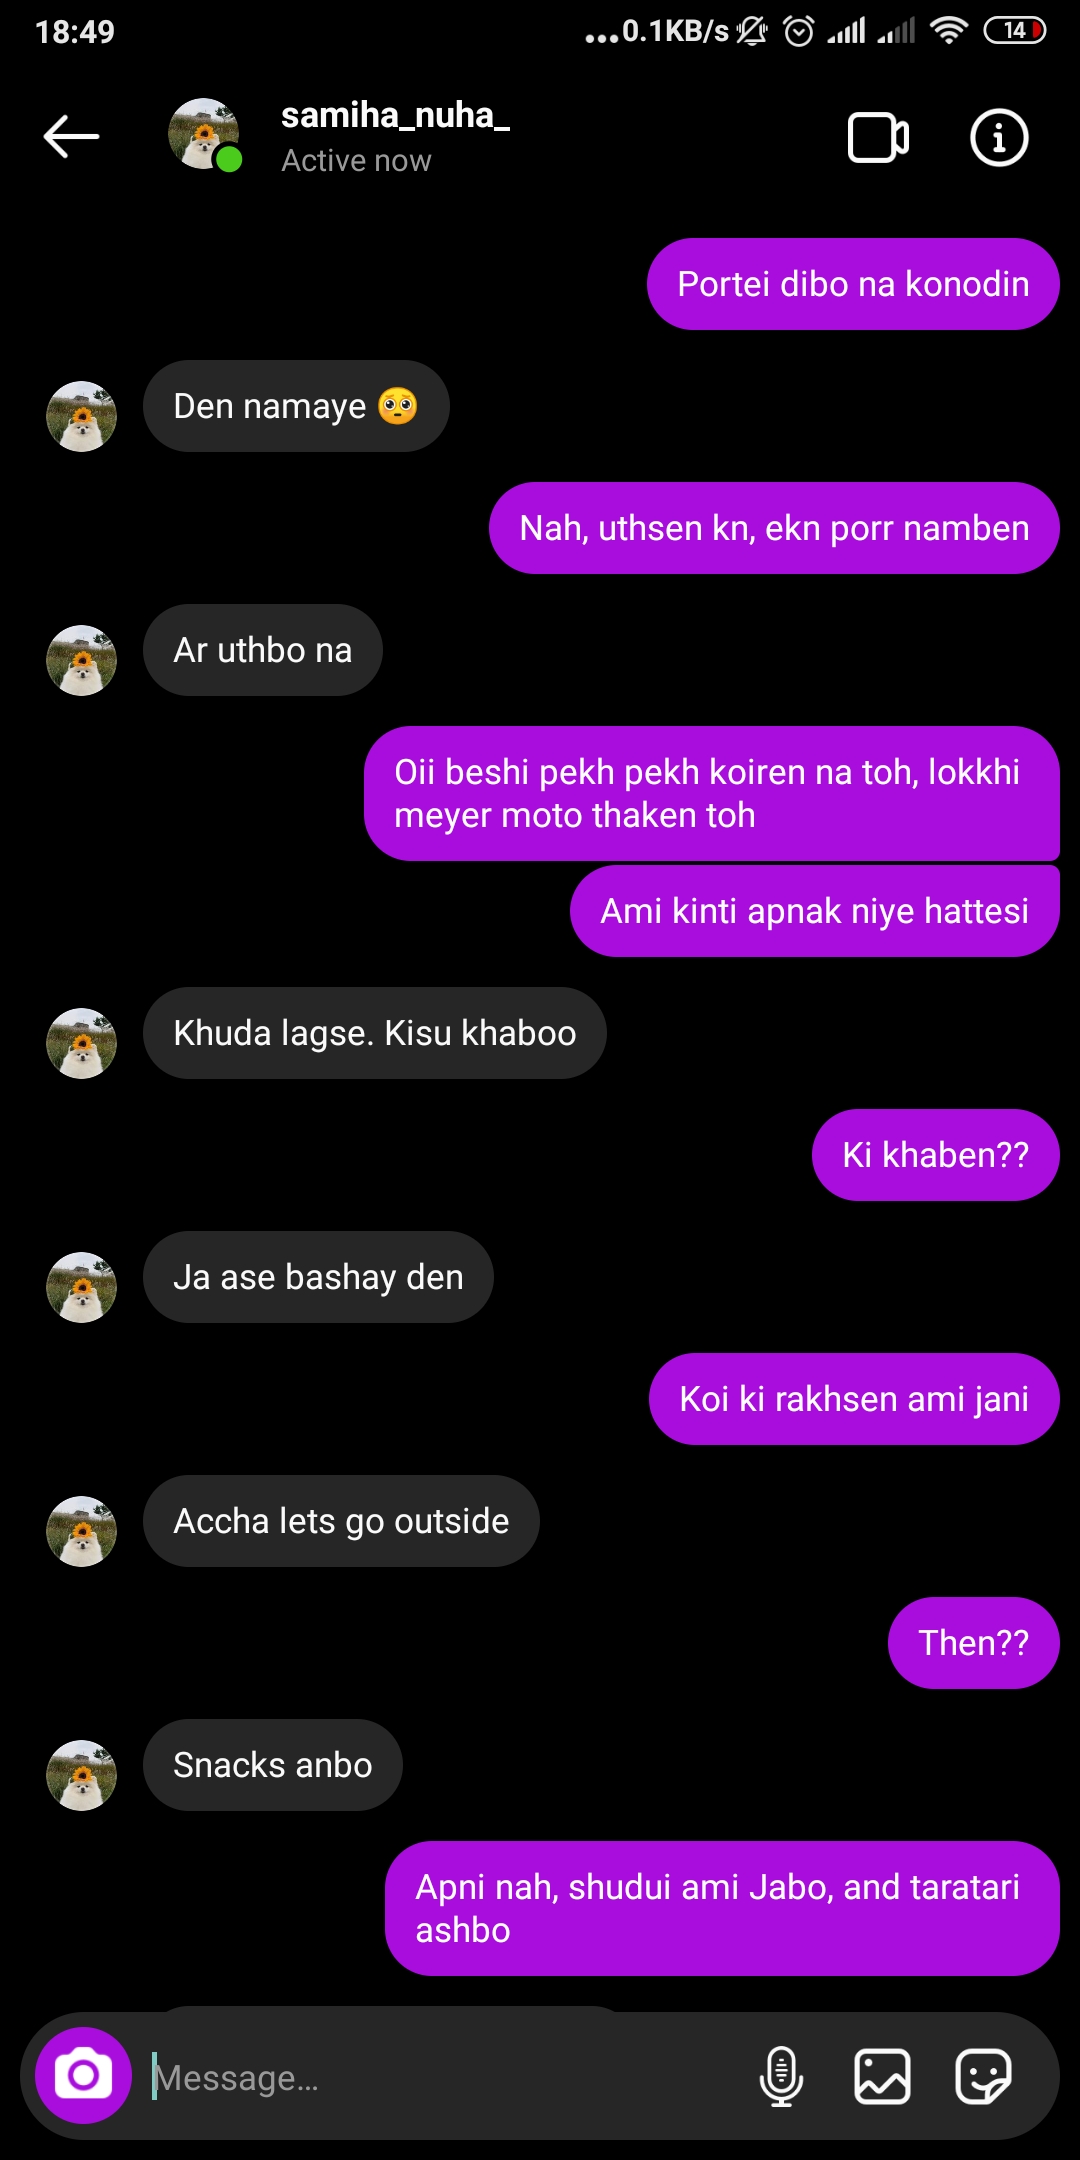 18:49
...0.1KB/s 14
samiha_nuha_
Active now
Portei dibo na konodin
Den namaye 🥺
Nah, uthsen kn, ekn porr namben
Ar uthbo na
Oii beshi pekh pekh koiren na toh, lokkhi
meyer moto thaken toh
Ami kinti apnak niye hattesi
Khuda lagse. Kisu khaboo
Ki khaben??
Ja ase bashay den
Koi ki rakhsen ami jani
Accha lets go outside
Then??
Snacks anbo
Apni nah, shudui ami Jabo, and taratari
ashbo
Message...